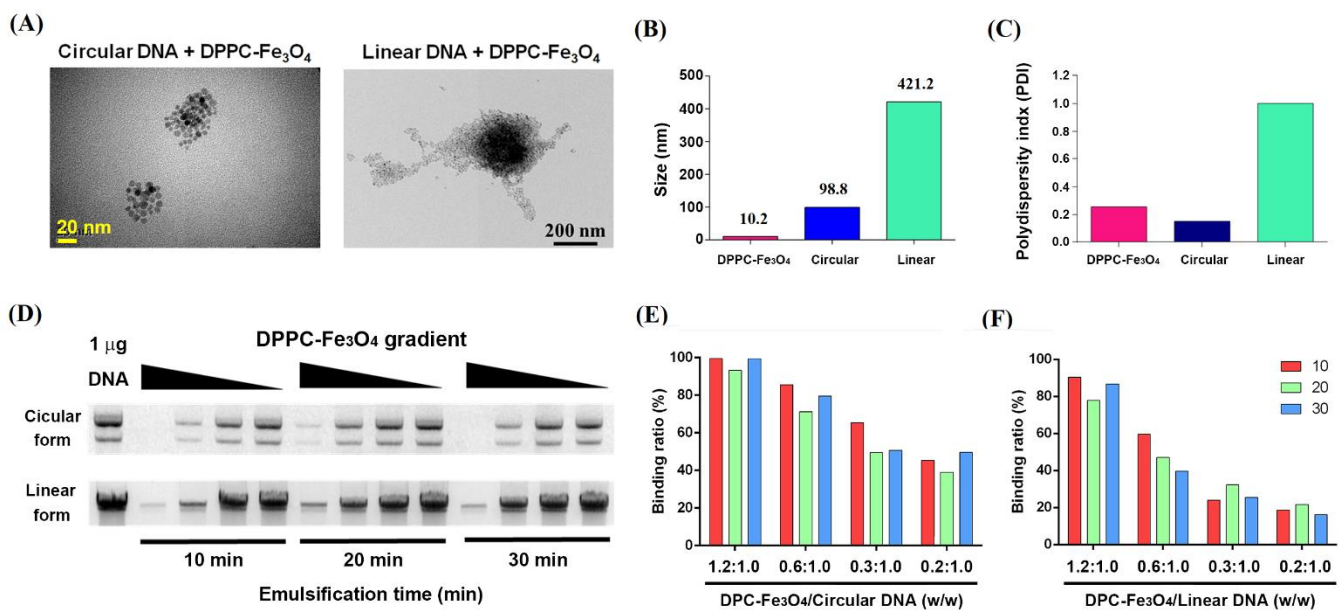 (A)
Circular DNA + DPPC-Fe₃O₄
20 nm
Linear DNA + DPPC-Fe₃O₄
200 nm
(B)
Size (nm)
500
400
300
200
100
0
10.2
98.8
421.2
DPPC-Fe₃O₄ Circular Linear
(C)
Polydispersity indx (PDI)
1.2
1.0
0.8
0.6
0.4
0.2
0.0
DPPC-Fe₃O₄ Circular Linear
(D)
DPPC-Fe₃O₄ gradient
1 μg
DNA
Cicular
form
Linear
form
10 min 20 min 30 min
Emulsification time (min)
(E)
Binding ratio (%)
100
80
60
40
20
0
1.2:1.0 0.6:1.0 0.3:1.0 0.2:1.0
DPC-Fe₃O₄/Circular DNA (w/w)
(F)
Binding ratio (%)
100
80
60
40
20
0
10
20
30
1.2:1.0 0.6:1.0 0.3:1.0 0.2:1.0
DPC-Fe₃O₄/Linear DNA (w/w)